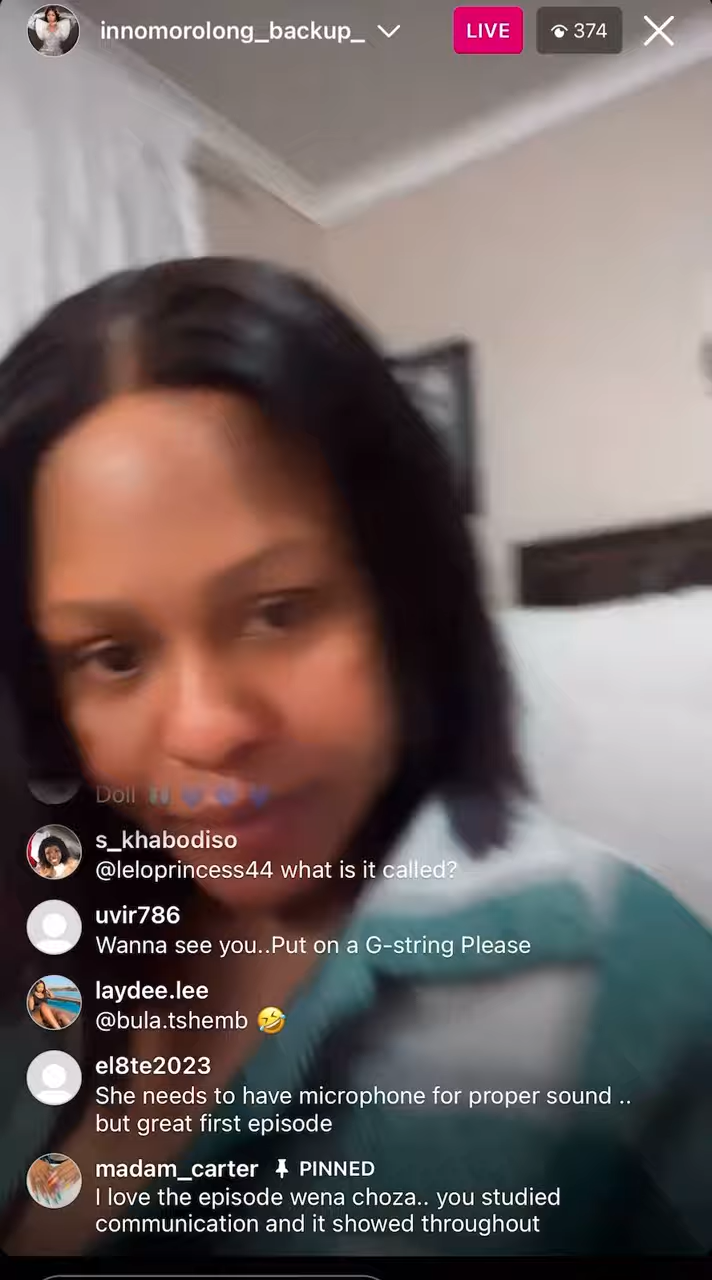 innomorolong_backup_
LIVE
374
Doll
s_khabodiso
@leloprincess44 what is it called?
uvir786
Wanna see you..Put on a G-string Please
laydee.lee
@bula.tshemb 🤣
el8te2023
She needs to have microphone for proper sound ..
but great first episode
madam_carter PINNED
I love the episode wena choza.. you studied
communication and it showed throughout